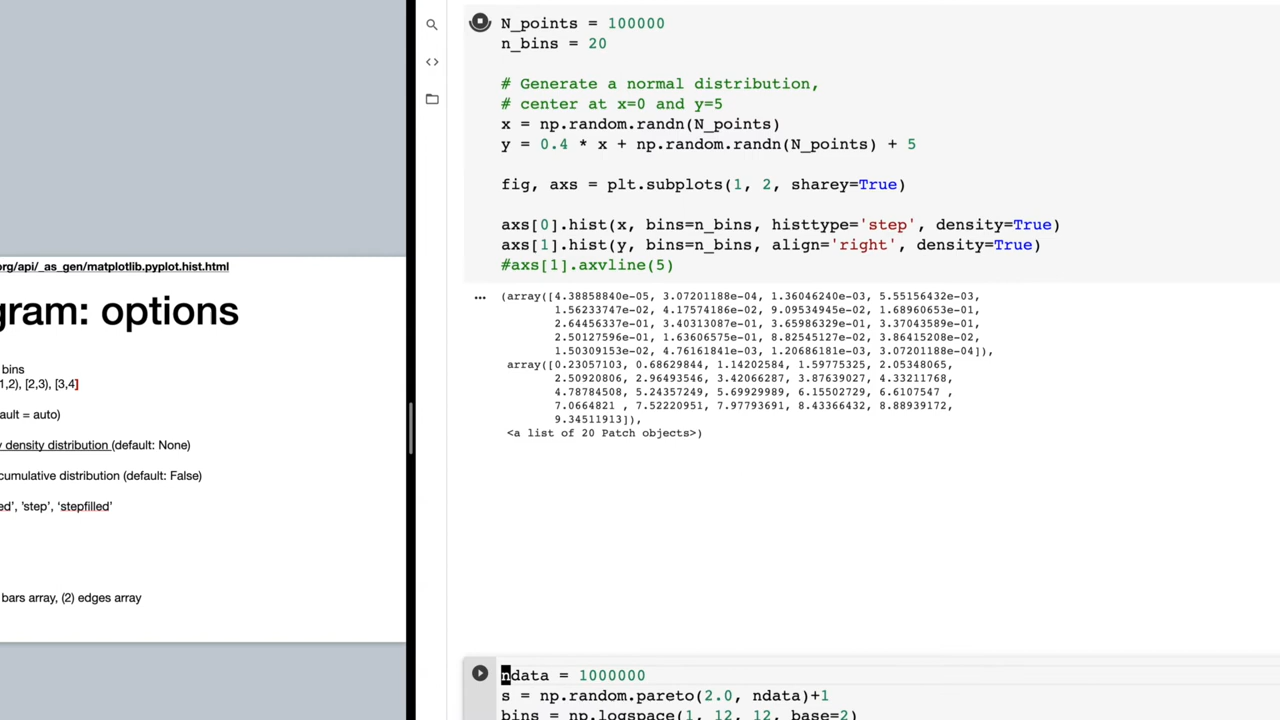 org/api/_as_gen/matplotlib.pyplot.hist.html
gram: options
bins
1,2), [2,3), [3,4]
ault = auto)
y density distribution (default: None)
cumulative distribution (default: False)
ed’, ’step’, ‘stepfilled’
bars array, (2) edges array
N_points = 100000
n_bins = 20
# Generate a normal distribution,
# center at x=0 and y=5
x = np.random.randn(N_points)
y = 0.4 * x + np.random.randn(N_points) + 5
fig, axs = plt.subplots(1, 2, sharey=True)
axs[0].hist(x, bins=n_bins, histtype='step', density=True)
axs[1].hist(y, bins=n_bins, align='right', density=True)
#axs[1].axvline(5)
(array([4.38858840e-05, 3.07201188e-04, 1.36046240e-03, 5.55156432e-03,
1.56233747e-02, 4.17574186e-02, 9.09534945e-02, 1.68960653e-01,
2.64456337e-01, 3.40313087e-01, 3.65986329e-01, 3.37043589e-01,
2.50127596e-01, 1.63606575e-01, 8.82545127e-02, 3.86415208e-02,
1.50309153e-02, 4.76161841e-03, 1.20686181e-03, 3.07201188e-04]),
array([0.23057103, 0.68629844, 1.14202584, 1.59775325, 2.05348065,
2.50920806, 2.96493546, 3.42066287, 3.87639027, 4.33211768,
4.78784508, 5.24357249, 5.69929989, 6.15502729, 6.6107547 ,
7.0664821 , 7.52220951, 7.97793691, 8.43366432, 8.88939172,
9.34511913]),
<a list of 20 Patch objects>)
ndata = 1000000
s = np.random.pareto(2.0, ndata)+1
bins = np.logspace(1, 12, 12, base=2)